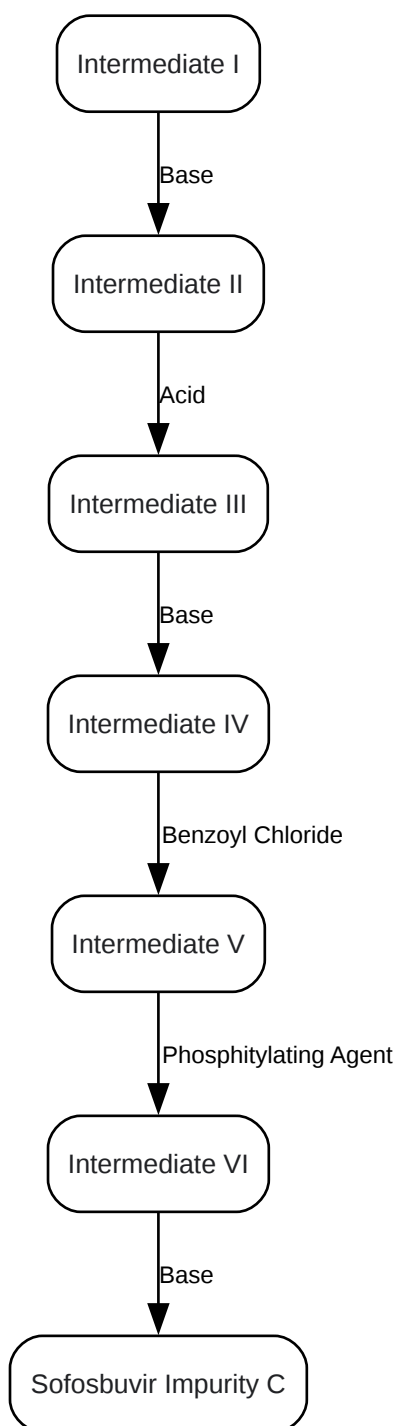 Intermediate I
Base
Intermediate II
Acid
Intermediate III
Base
Intermediate IV
Benzoyl Chloride
Intermediate V
Phosphitylating Agent
Intermediate VI
Base
Sofosbuvir Impurity C